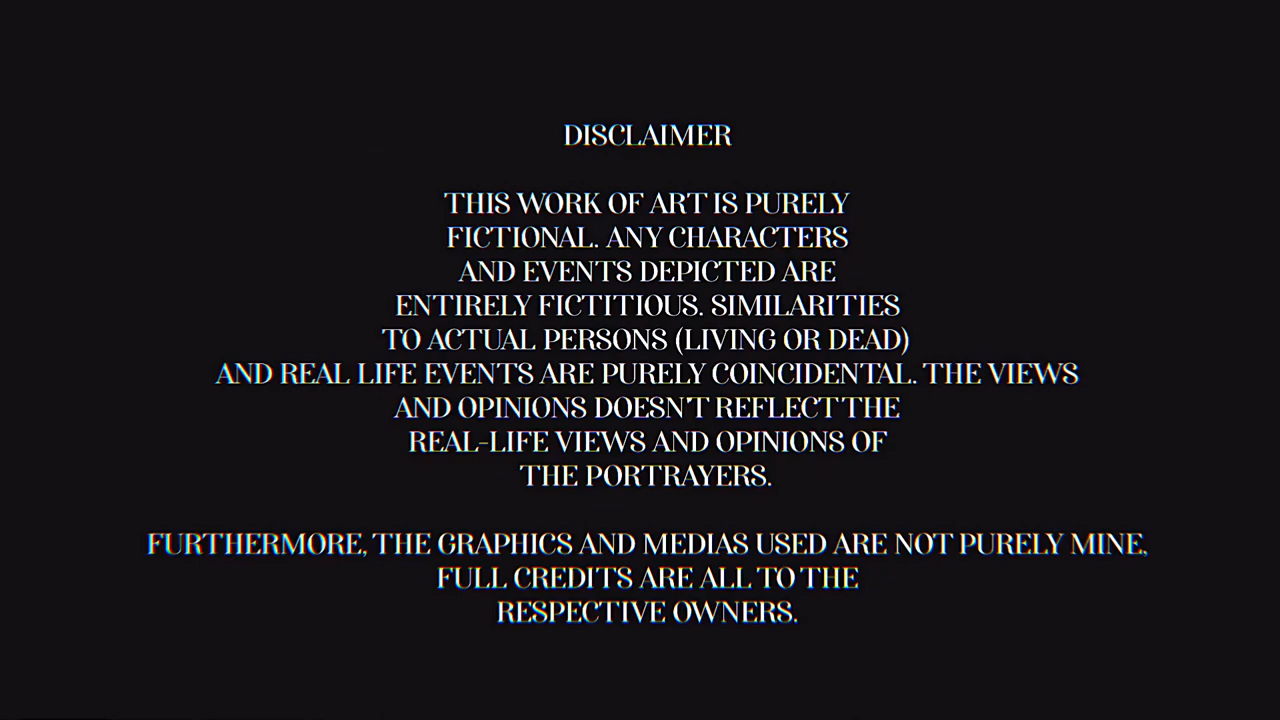 DISCLAIMER
THIS WORK OF ART IS PURELY
FICTIONAL. ANY CHARACTERS
AND EVENTS DEPICTED ARE
ENTIRELY FICTITIOUS. SIMILARITIES
TO ACTUAL PERSONS (LIVING OR DEAD)
AND REAL LIFE EVENTS ARE PURELY COINCIDENTAL. THE VIEWS
AND OPINIONS DOESN'T REFLECT THE
REAL-LIFE VIEWS AND OPINIONS OF
THE PORTRAYERS.
FURTHERMORE, THE GRAPHICS AND MEDIAS USED ARE NOT PURELY MINE,
FULL CREDITS ARE ALL TO THE
RESPECTIVE OWNERS.